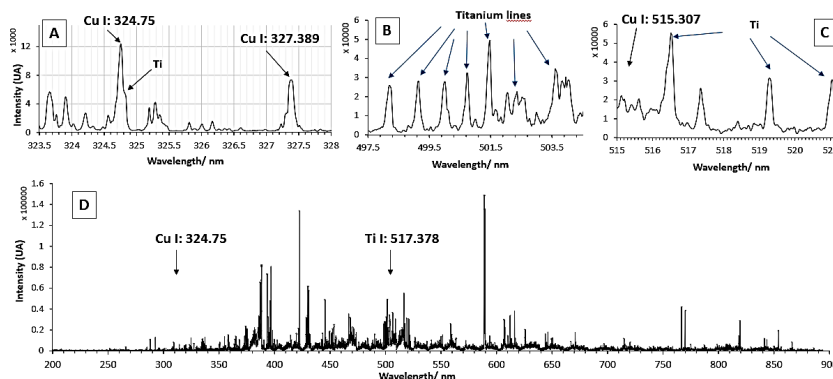 A
Cu I: 324.75
Ti
Cu I: 327.389
x 1000
Intensity (UA)
12
8
4
0
323.5 324 324.5 325 325.5 326 326.5 327 327.5 328
Wavelength/ nm
B
Titanium lines
x 10000
6
5
4
3
2
1
0
497.5 499.5 501.5 503.5
Wavelength/ nm
C
Cu I: 515.307
Ti
x 10000
6
5
4
3
2
1
0
515 516 517 518 519 520
Wavelength/ nm
D
Cu I: 324.75
Ti I: 517.378
x 100000
Intensity (UA)
1.6
1.4
1.2
1
0.8
0.6
0.4
0.2
0
200 250 300 350 400 450 500 550 600 650 700 750 800 850 900
Wavelength/ nm